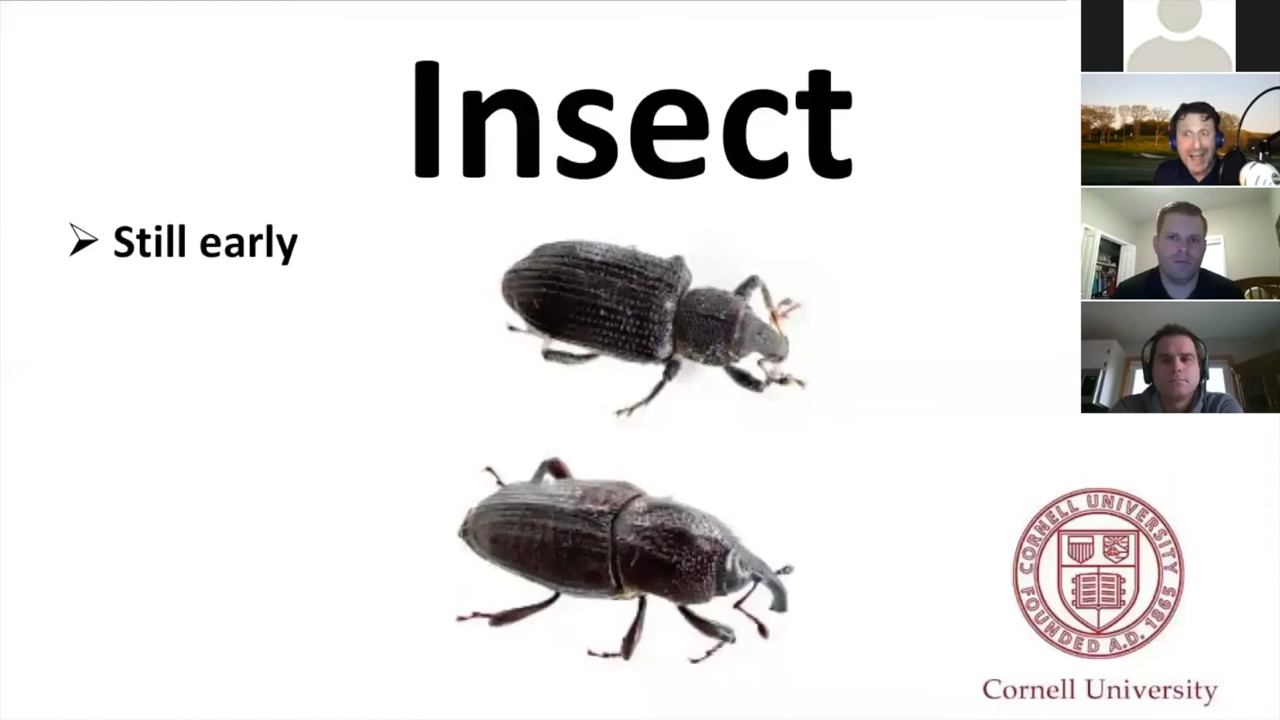 Insect
➢ Still early
CORNELL UNIVERSITY
FOUNDED A.D. 1865
Cornell University